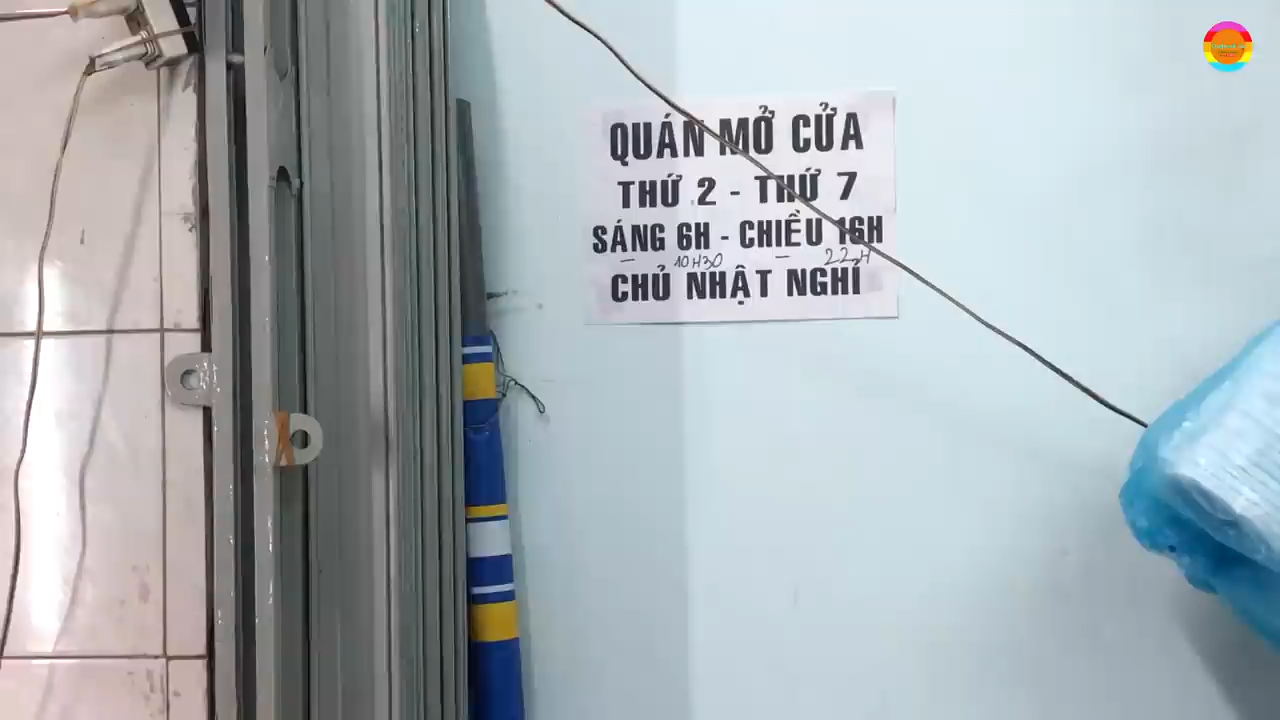 QUÁN MỞ CỬA
THỨ 2 - THỨ 7
SÁNG 6H - CHIỀU 16H
10H30 22H
CHỦ NHẬT NGHỈ